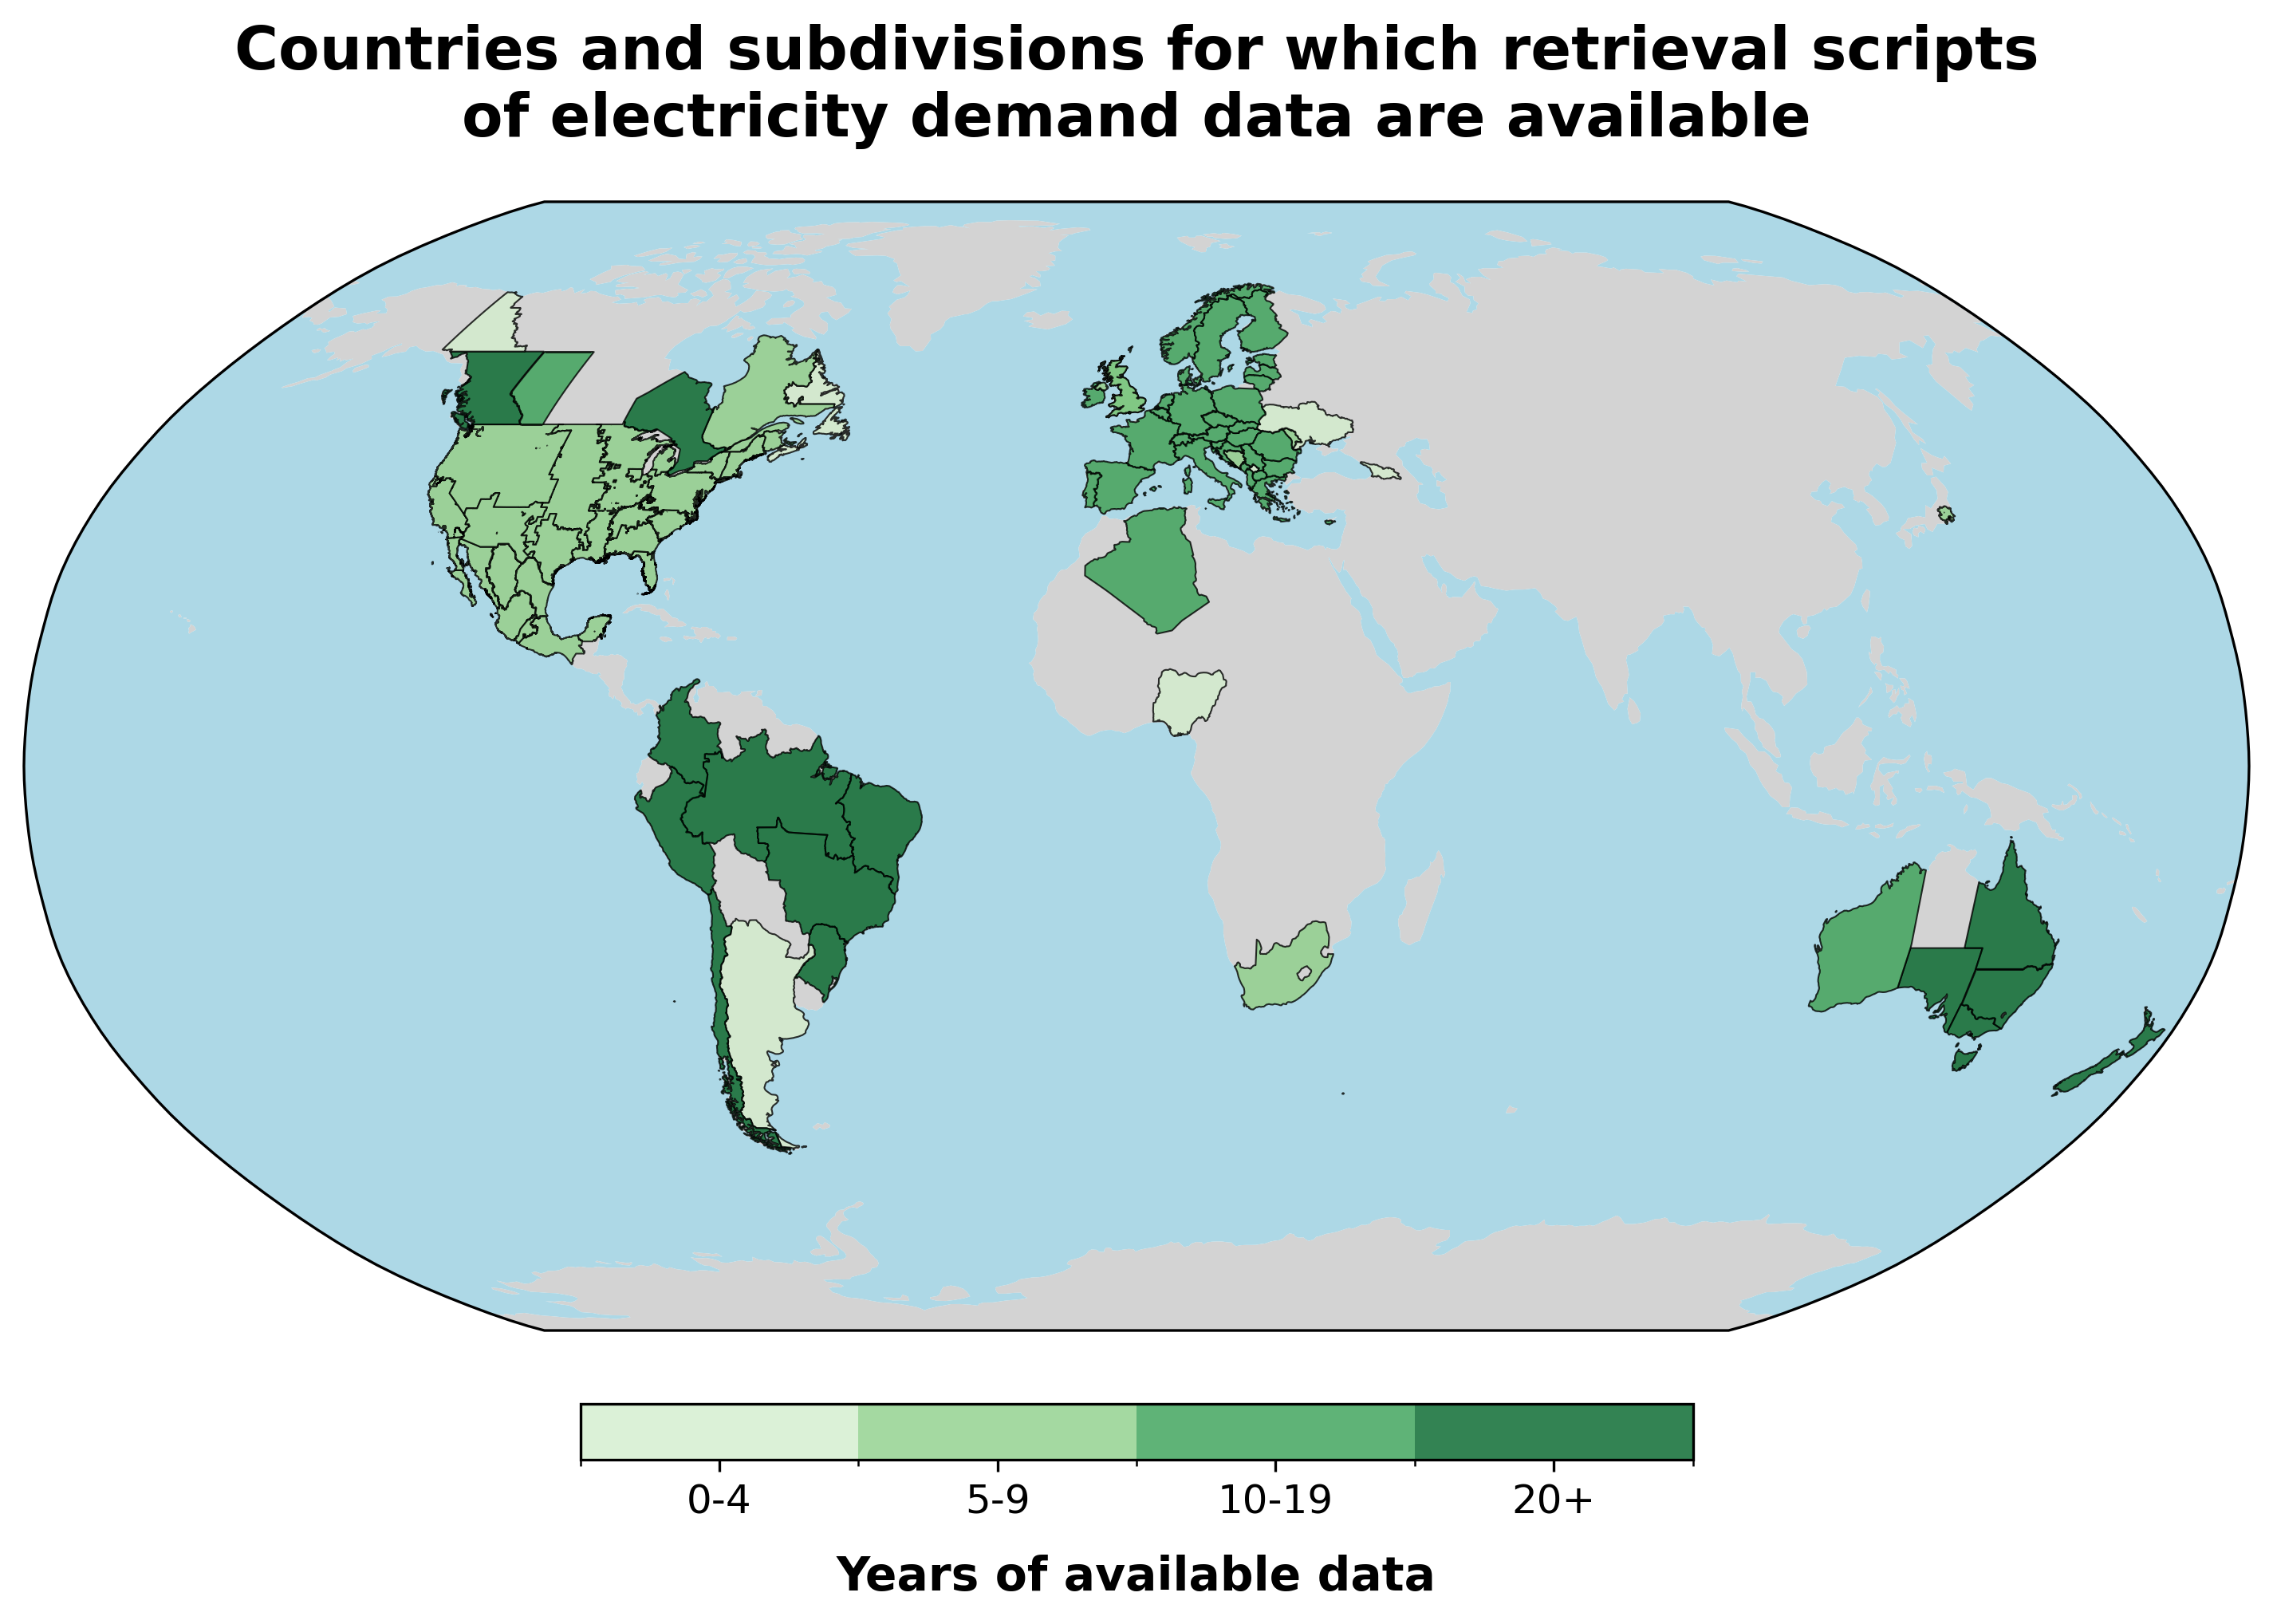 Countries and subdivisions for which retrieval scripts
of electricity demand data are available
0-4 5-9 10-19 20+
Years of available data